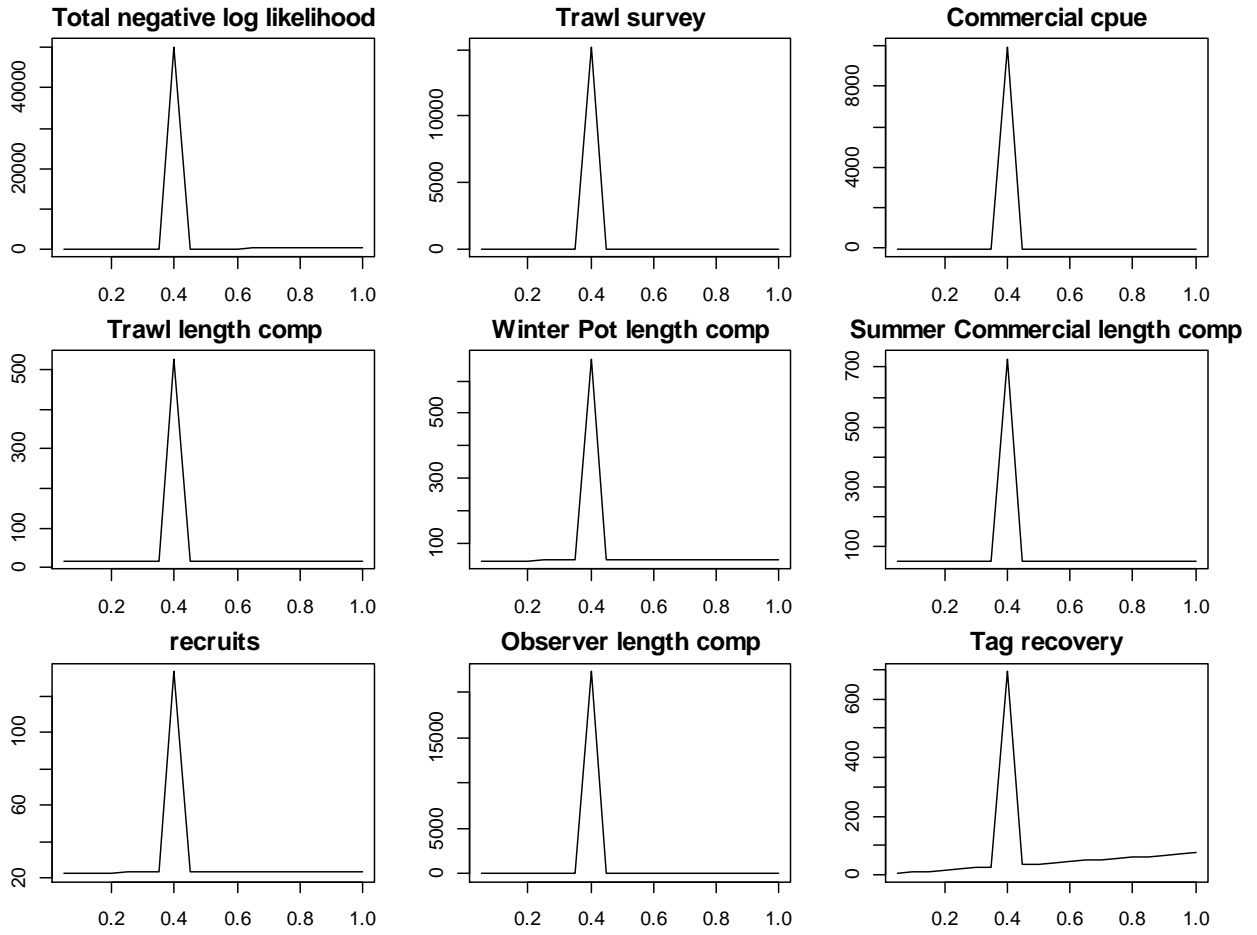 Total negative log likelihood
Trawl survey
Commercial cpue
0 20000 40000
0 5000 10000
0 4000 8000
0.2 0.4 0.6 0.8 1.0
0.2 0.4 0.6 0.8 1.0
0.2 0.4 0.6 0.8 1.0
Trawl length comp
Winter Pot length comp
Summer Commercial length comp
0 100 300 500
100 300 500
100 300 500 700
0.2 0.4 0.6 0.8 1.0
0.2 0.4 0.6 0.8 1.0
0.2 0.4 0.6 0.8 1.0
recruits
Observer length comp
Tag recovery
20 60 100
0 5000 15000
0 200 400 600
0.2 0.4 0.6 0.8 1.0
0.2 0.4 0.6 0.8 1.0
0.2 0.4 0.6 0.8 1.0